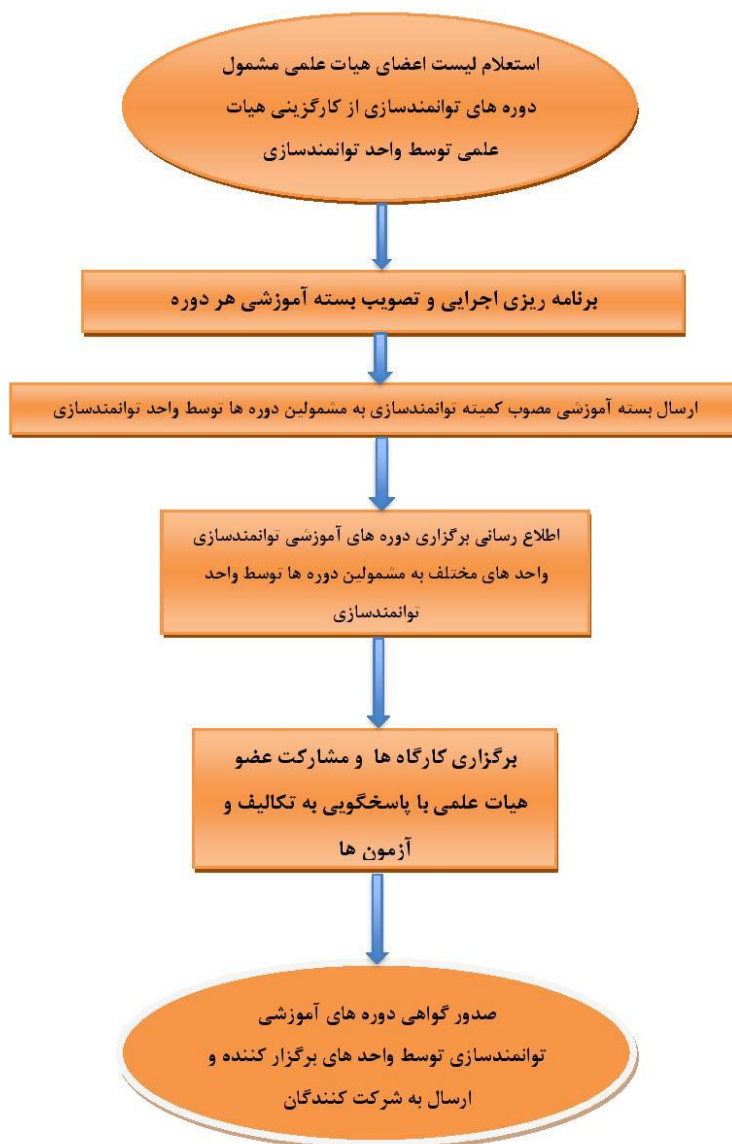 استعلام لیست اعضای هیات علمی مشمول
دوره های توانمندسازی از کارگزینی هیات
علمی توسط واحد توانمندسازی
برنامه ریزی اجرایی و تصویب بسته آموزشی هر دوره
ارسال بسته آموزشی مصوب کمیته توانمندسازی به مشمولین دوره ها توسط واحد توانمندسازی
اطلاع رسانی برگزاری دوره های آموزشی توانمندسازی
واحد های مختلف به مشمولین دوره ها توسط واحد
توانمندسازی
برگزاری کارگاه ها و مشارکت عضو
هیات علمی با پاسخگویی به تکالیف و
آزمون ها
صدور گواهی دوره های آموزشی
توانمندسازی توسط واحد های برگزار کننده و
ارسال به شرکت کنندگان